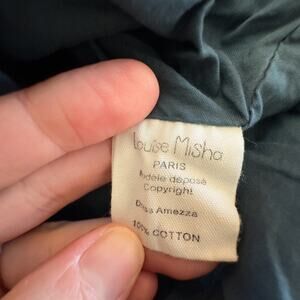 Louise Misha
PARIS
Modèle déposé
Copyright
Dress Amezza
100% COTTON